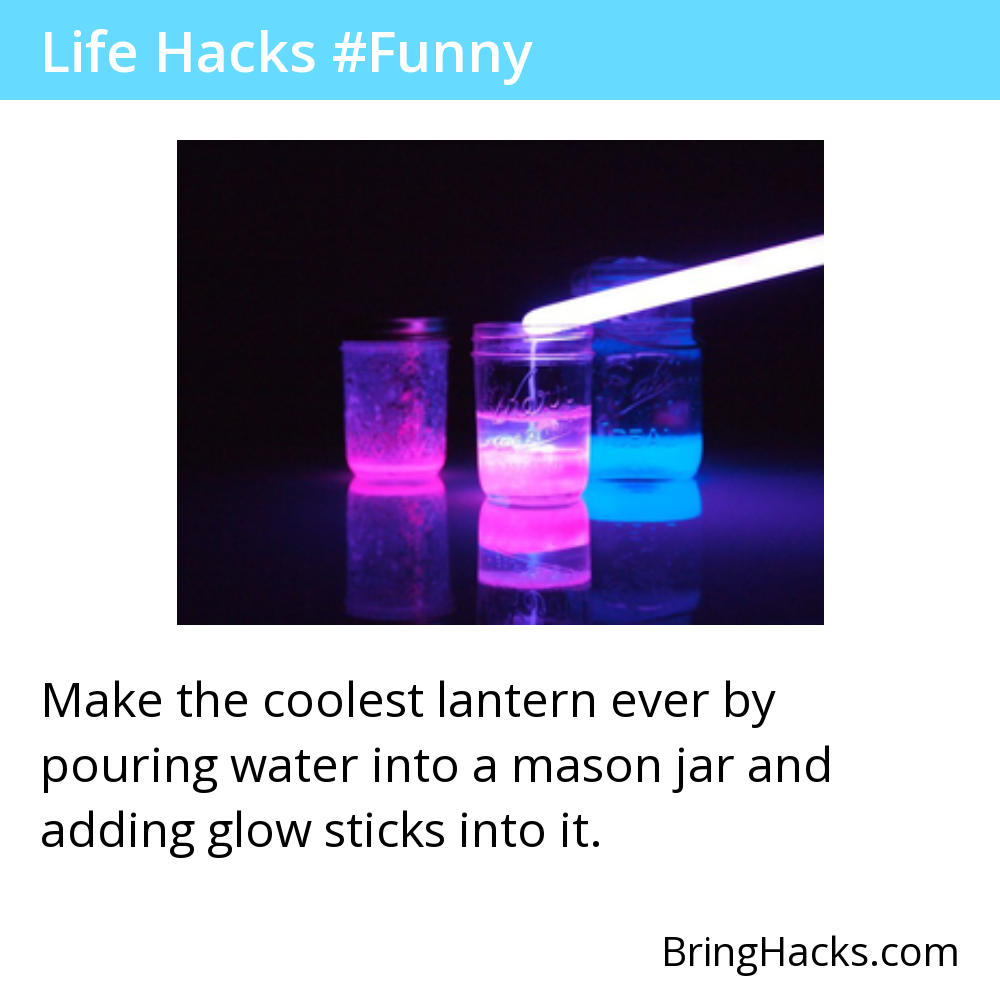 Life Hacks #Funny
Make the coolest lantern ever by
pouring water into a mason jar and
adding glow sticks into it.
BringHacks.com